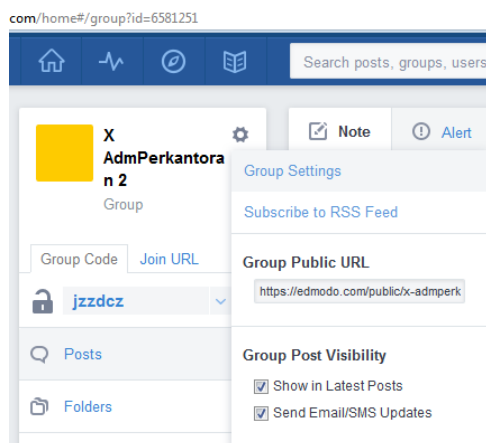 com/home#/group?id=6581251
Search posts, groups, users
X
AdmPerkantora
n 2
Group
Note
Alert
Group Settings
Subscribe to RSS Feed
Group Code
Join URL
Group Public URL
jzzdcz
https://edmodo.com/public/x-admperk
Posts
Group Post Visibility
Show in Latest Posts
Folders
Send Email/SMS Updates